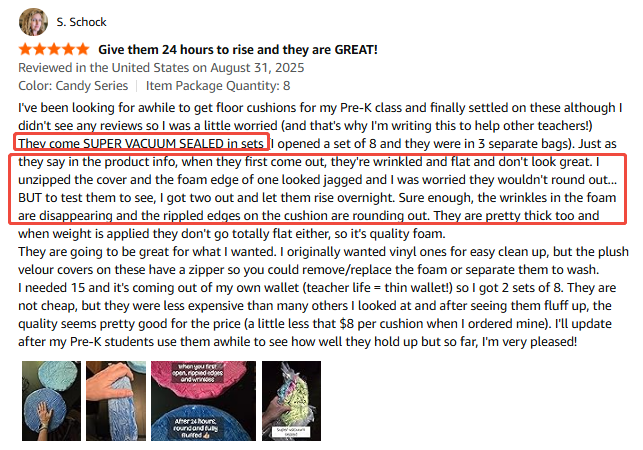 S. Schock
Give them 24 hours to rise and they are GREAT!
Reviewed in the United States on August 31, 2025
Color: Candy Series | Item Package Quantity: 8
I've been looking for awhile to get floor cushions for my Pre-K class and finally settled on these although I
didn't see any reviews so I was a little worried (and that's why I'm writing this to help other teachers!)
They come SUPER VACUUM SEALED in sets (I opened a set of 8 and they were in 3 separate bags). Just as
they say in the product info, when they first come out, they're wrinkled and flat and don't look great. I
unzipped the cover and the foam edge of one looked jagged and I was worried they wouldn't round out...
BUT to test them to see, I got two out and let them rise overnight. Sure enough, the wrinkles in the foam
are disappearing and the rippled edges on the cushion are rounding out. They are pretty thick too and
when weight is applied they don't go totally flat either, so it's quality foam.
They are going to be great for what I wanted. I originally wanted vinyl ones for easy clean up, but the plush
velour covers on these have a zipper so you could remove/replace the foam or separate them to wash.
I needed 15 and it's coming out of my own wallet (teacher life = thin wallet!) so I got 2 sets of 8. They are
not cheap, but they were less expensive than many others I looked at and after seeing them fluff up, the
quality seems pretty good for the price (a little less that $8 per cushion when I ordered mine). I'll update
after my Pre-K students use them awhile to see how well they hold up but so far, I'm very pleased!
When you first
open, rippled edges
and wrinkles
After 24 hours,
round and fully
fluffed
Super vacuum
sealed